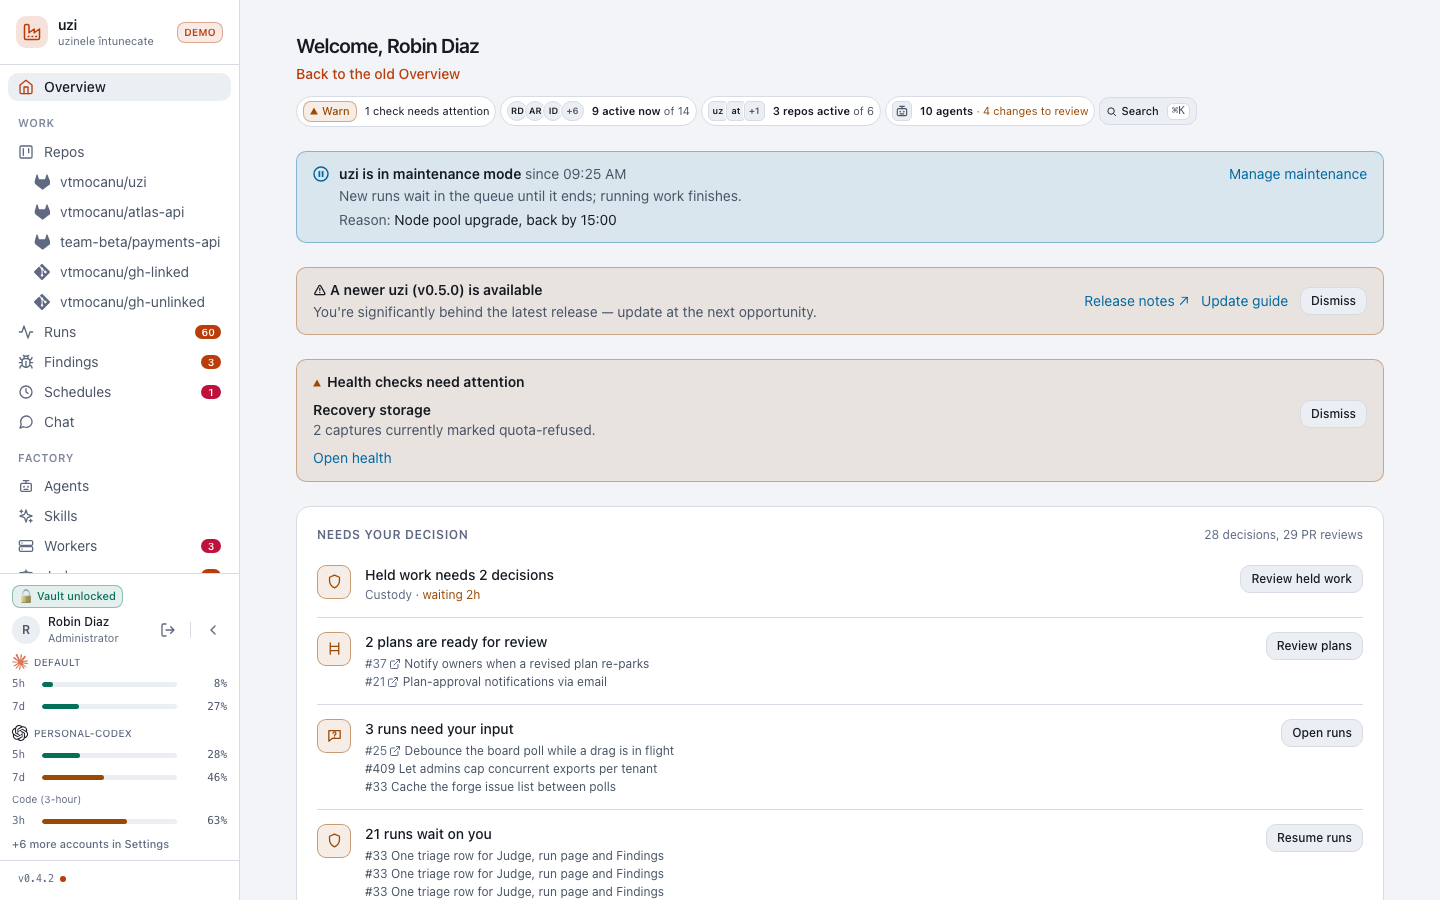 uzi
uzinele întunecate
DEMO
Overview
WORK
Repos
vtmocanu/uzi
vtmocanu/atlas-api
team-beta/payments-api
vtmocanu/gh-linked
vtmocanu/gh-unlinked
Runs 60
Findings 3
Schedules 1
Chat
FACTORY
Agents
Skills
Workers 3
Vault unlocked
R
Robin Diaz
Administrator
DEFAULT
5h 8%
7d 27%
PERSONAL-CODEX
5h 28%
7d 46%
Code (3-hour)
3h 63%
+6 more accounts in Settings
v0.4.2
Welcome, Robin Diaz
Back to the old Overview
Warn 1 check needs attention
RD AR ID +6 9 active now of 14
uz at +1 3 repos active of 6
10 agents · 4 changes to review
Search ⌘K
uzi is in maintenance mode since 09:25 AM
Manage maintenance
New runs wait in the queue until it ends; running work finishes.
Reason: Node pool upgrade, back by 15:00
A newer uzi (v0.5.0) is available
You're significantly behind the latest release — update at the next opportunity.
Release notes ↗ Update guide Dismiss
Health checks need attention
Recovery storage
2 captures currently marked quota-refused.
Dismiss
Open health
NEEDS YOUR DECISION
28 decisions, 29 PR reviews
Held work needs 2 decisions
Custody · waiting 2h
Review held work
2 plans are ready for review
#37 Notify owners when a revised plan re-parks
#21 Plan-approval notifications via email
Review plans
3 runs need your input
#25 Debounce the board poll while a drag is in flight
#409 Let admins cap concurrent exports per tenant
#33 Cache the forge issue list between polls
Open runs
21 runs wait on you
#33 One triage row for Judge, run page and Findings
#33 One triage row for Judge, run page and Findings
#33 One triage row for Judge, run page and Findings
Resume runs